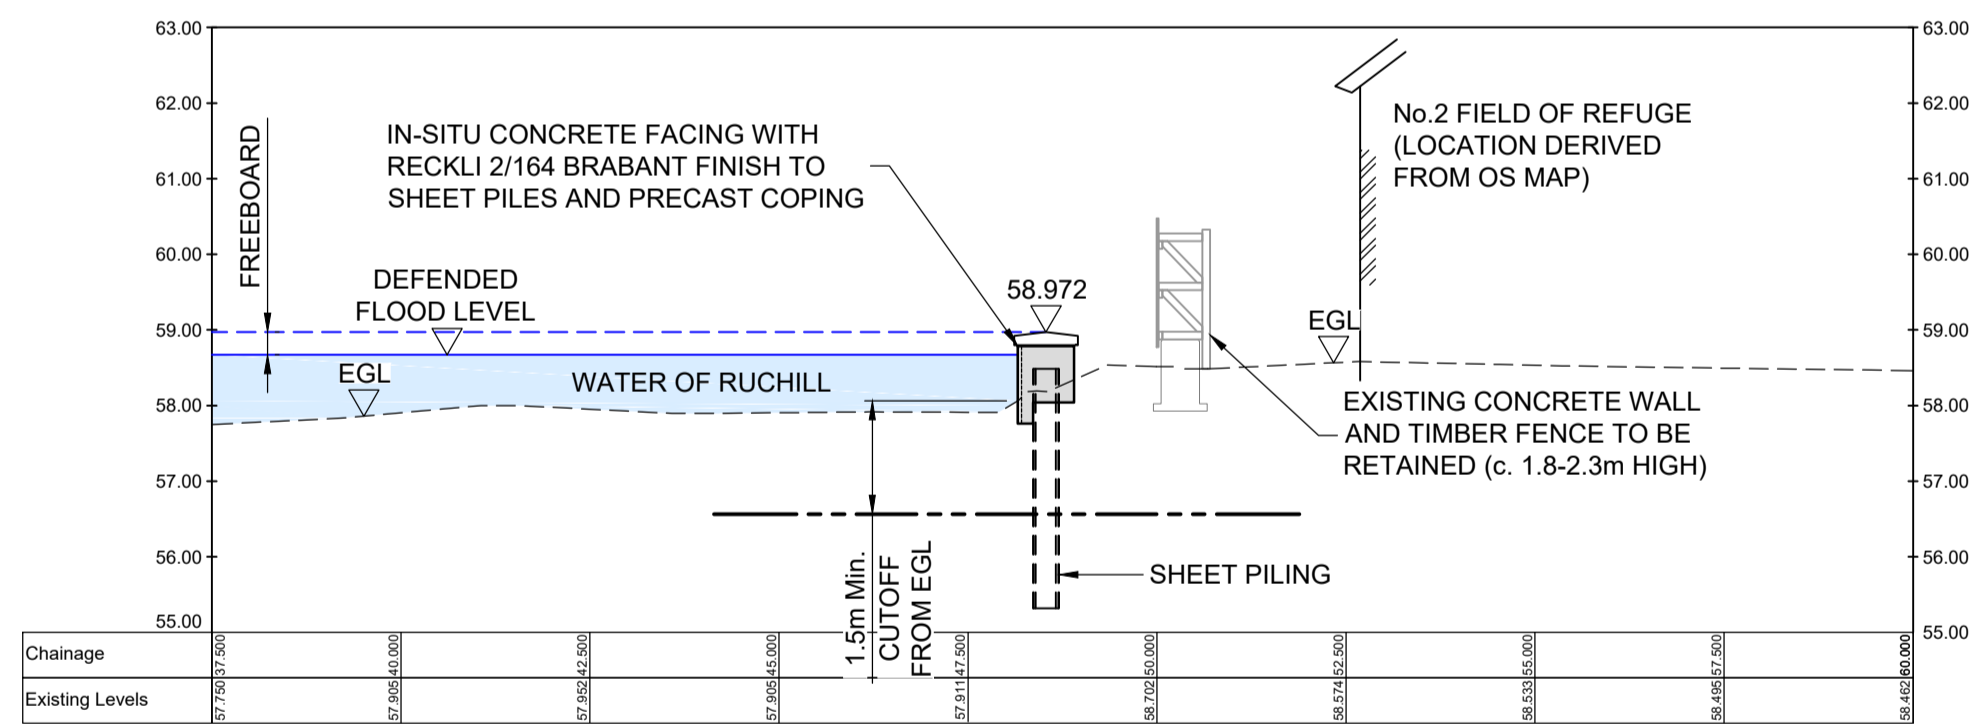 63.00
62.00
61.00
60.00
59.00
58.00
57.00
56.00
55.00
FREEBOARD
IN-SITU CONCRETE FACING WITH
RECKLI 2/164 BRABANT FINISH TO
SHEET PILES AND PRECAST COPING
DEFENDED
FLOOD LEVEL
EGL
WATER OF RUCHILL
58.972
No.2 FIELD OF REFUGE
(LOCATION DERIVED
FROM OS MAP)
EGL
EXISTING CONCRETE WALL
AND TIMBER FENCE TO BE
RETAINED (c. 1.8-2.3m HIGH)
1.5m Min.
CUTOFF
FROM EGL
SHEET PILING
63.00
62.00
61.00
60.00
59.00
58.00
57.00
56.00
55.00
Chainage 37.500 40.000 42.500 45.000 47.500 50.000 52.500 55.000 57.500 60.000
Existing Levels 57.750 57.905 57.952 57.905 57.911 58.702 58.574 58.533 58.495 58.462